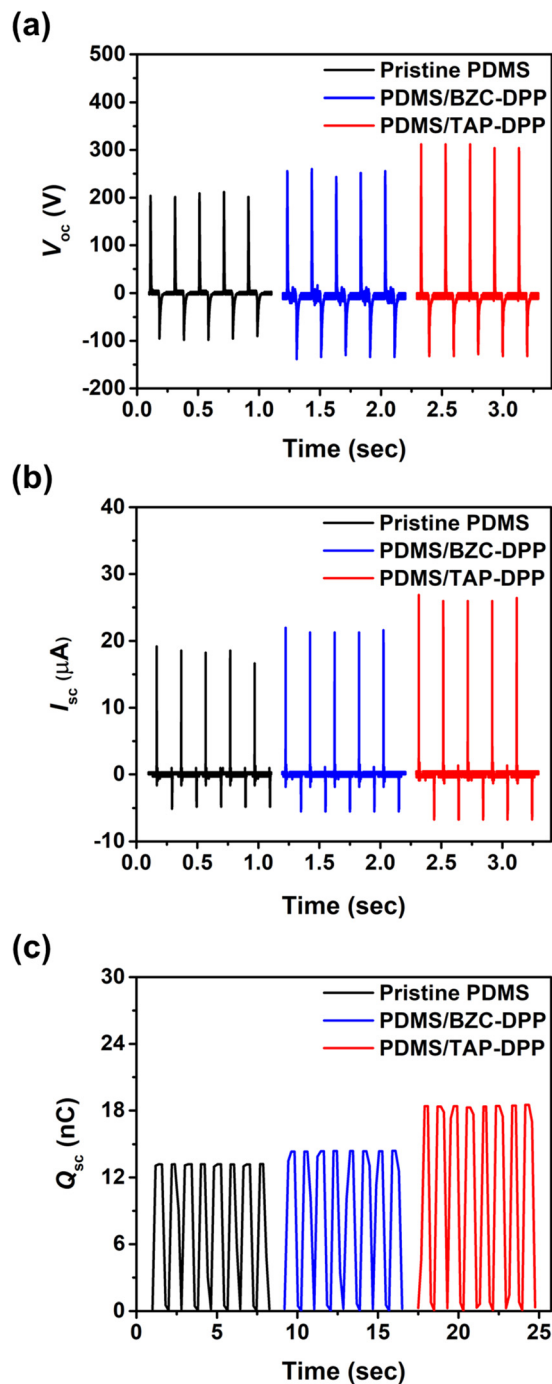 (a)
500
400
300
200
100
0
-100
-200
V_oc (V)
Pristine PDMS
PDMS/BZC-DPP
PDMS/TAP-DPP
0.0 0.5 1.0 1.5 2.0 2.5 3.0
Time (sec)
(b)
40
30
20
10
0
-10
I_sc (μA)
Pristine PDMS
PDMS/BZC-DPP
PDMS/TAP-DPP
0.0 0.5 1.0 1.5 2.0 2.5 3.0
Time (sec)
(c)
30
24
18
12
6
0
Q_sc (nC)
Pristine PDMS
PDMS/BZC-DPP
PDMS/TAP-DPP
0 5 10 15 20 25
Time (sec)